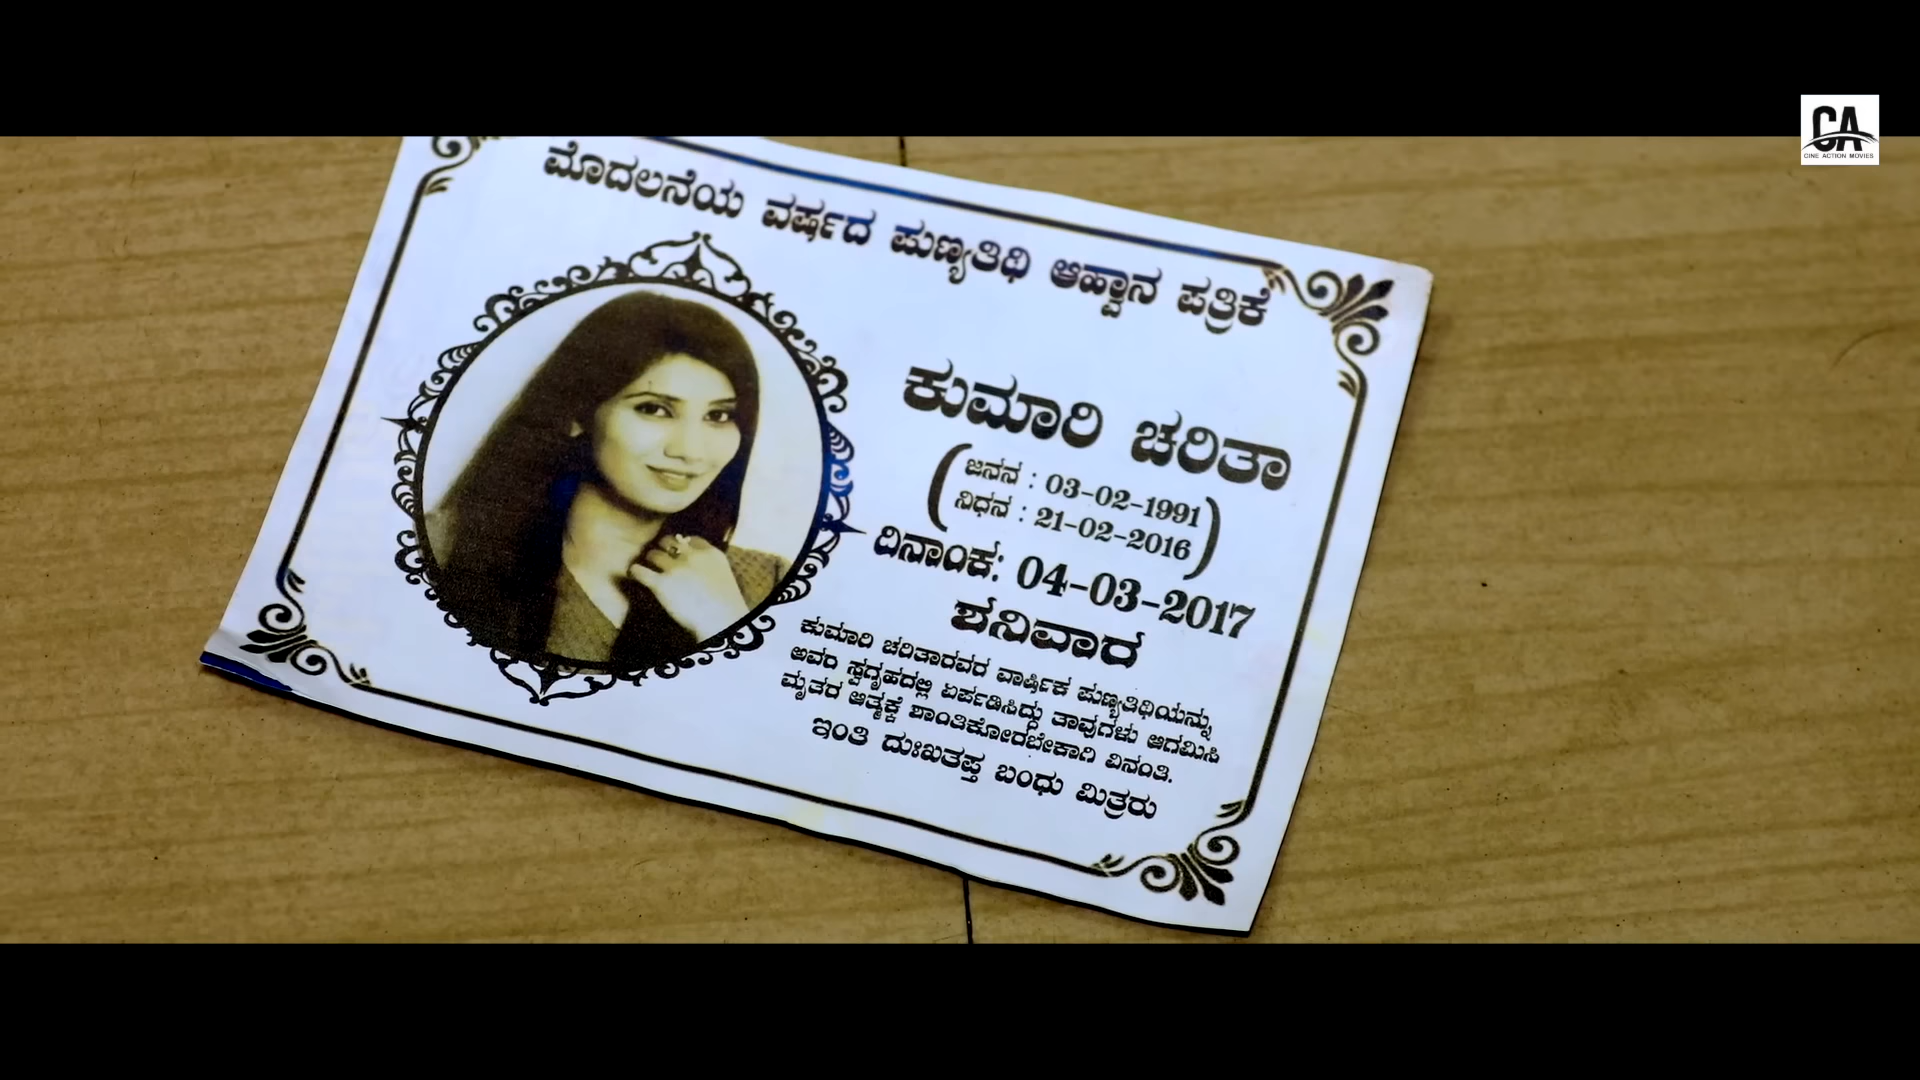 CA
CINE ACTION MOVIES
ಮೊದಲನೆಯ ವರ್ಷದ ಪುಣ್ಯತಿಥಿ ಆಹ್ವಾನ ಪತ್ರಿಕೆ
ಕುಮಾರಿ ಚರಿತಾ
(ಜನನ : 03-02-1991
ನಿಧನ : 21-02-2016)
ದಿನಾಂಕ: 04-03-2017
ಶನಿವಾರ
ಕುಮಾರಿ ಚರಿತಾರವರ ವಾರ್ಷಿಕ ಪುಣ್ಯತಿಥಿಯನ್ನು
ಅವರ ಸ್ವಗೃಹದಲ್ಲಿ ಏರ್ಪಡಿಸಿದ್ದು ತಾವುಗಳು ಆಗಮಿಸಿ
ಮೃತರ ಆತ್ಮಕ್ಕೆ ಶಾಂತಿಕೋರಬೇಕಾಗಿ ವಿನಂತಿ.
ಇಂತಿ ದುಃಖತಪ್ತ ಬಂಧು ಮಿತ್ರರು